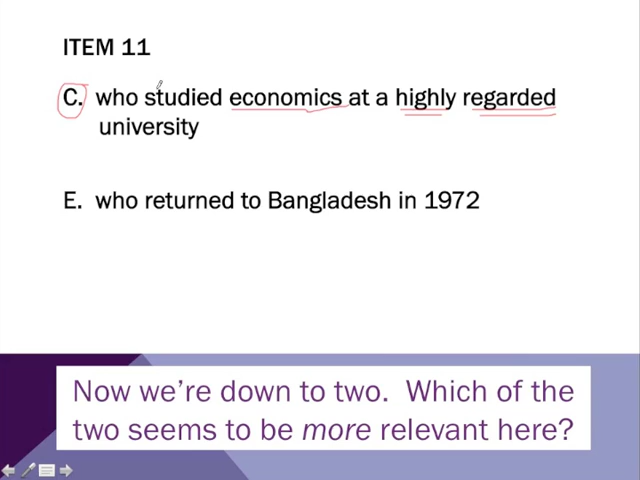 ITEM 11
C. who studied economics at a highly regarded
university
E. who returned to Bangladesh in 1972
Now we're down to two. Which of the
two seems to be more relevant here?